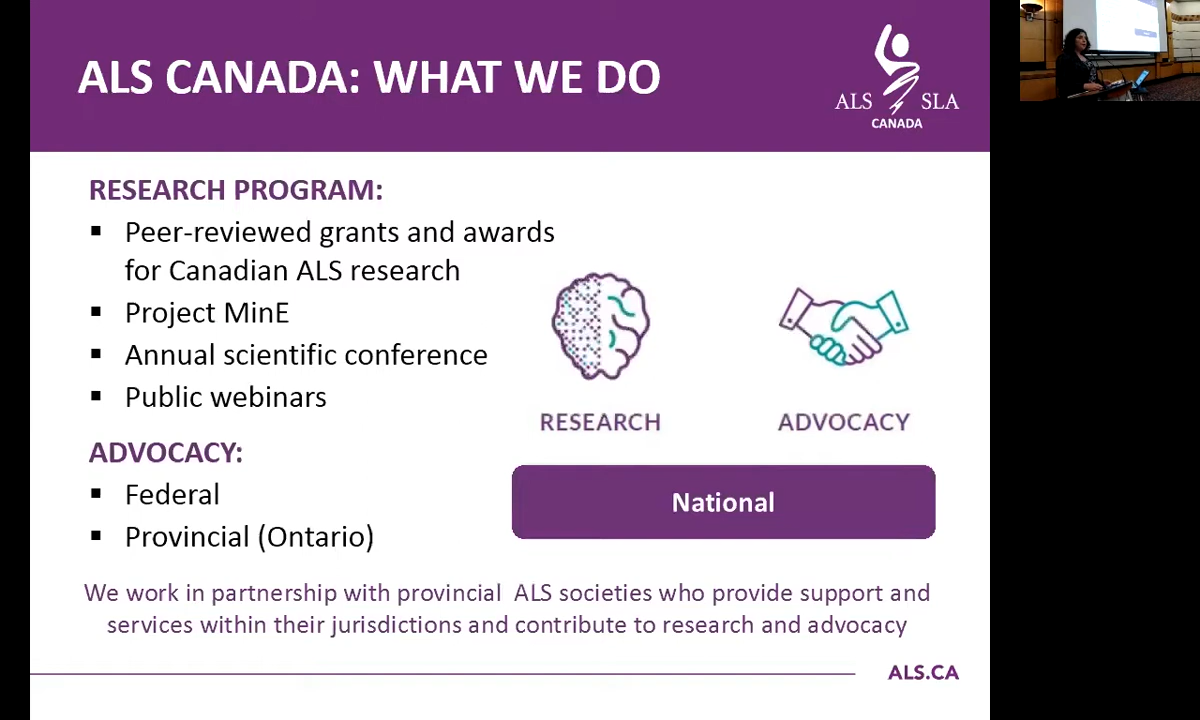 ALS CANADA: WHAT WE DO
ALS SLA
CANADA
RESEARCH PROGRAM:
▪ Peer-reviewed grants and awards
for Canadian ALS research
▪ Project MinE
▪ Annual scientific conference
▪ Public webinars
RESEARCH
ADVOCACY
ADVOCACY:
▪ Federal
▪ Provincial (Ontario)
National
We work in partnership with provincial ALS societies who provide support and
services within their jurisdictions and contribute to research and advocacy
ALS.CA